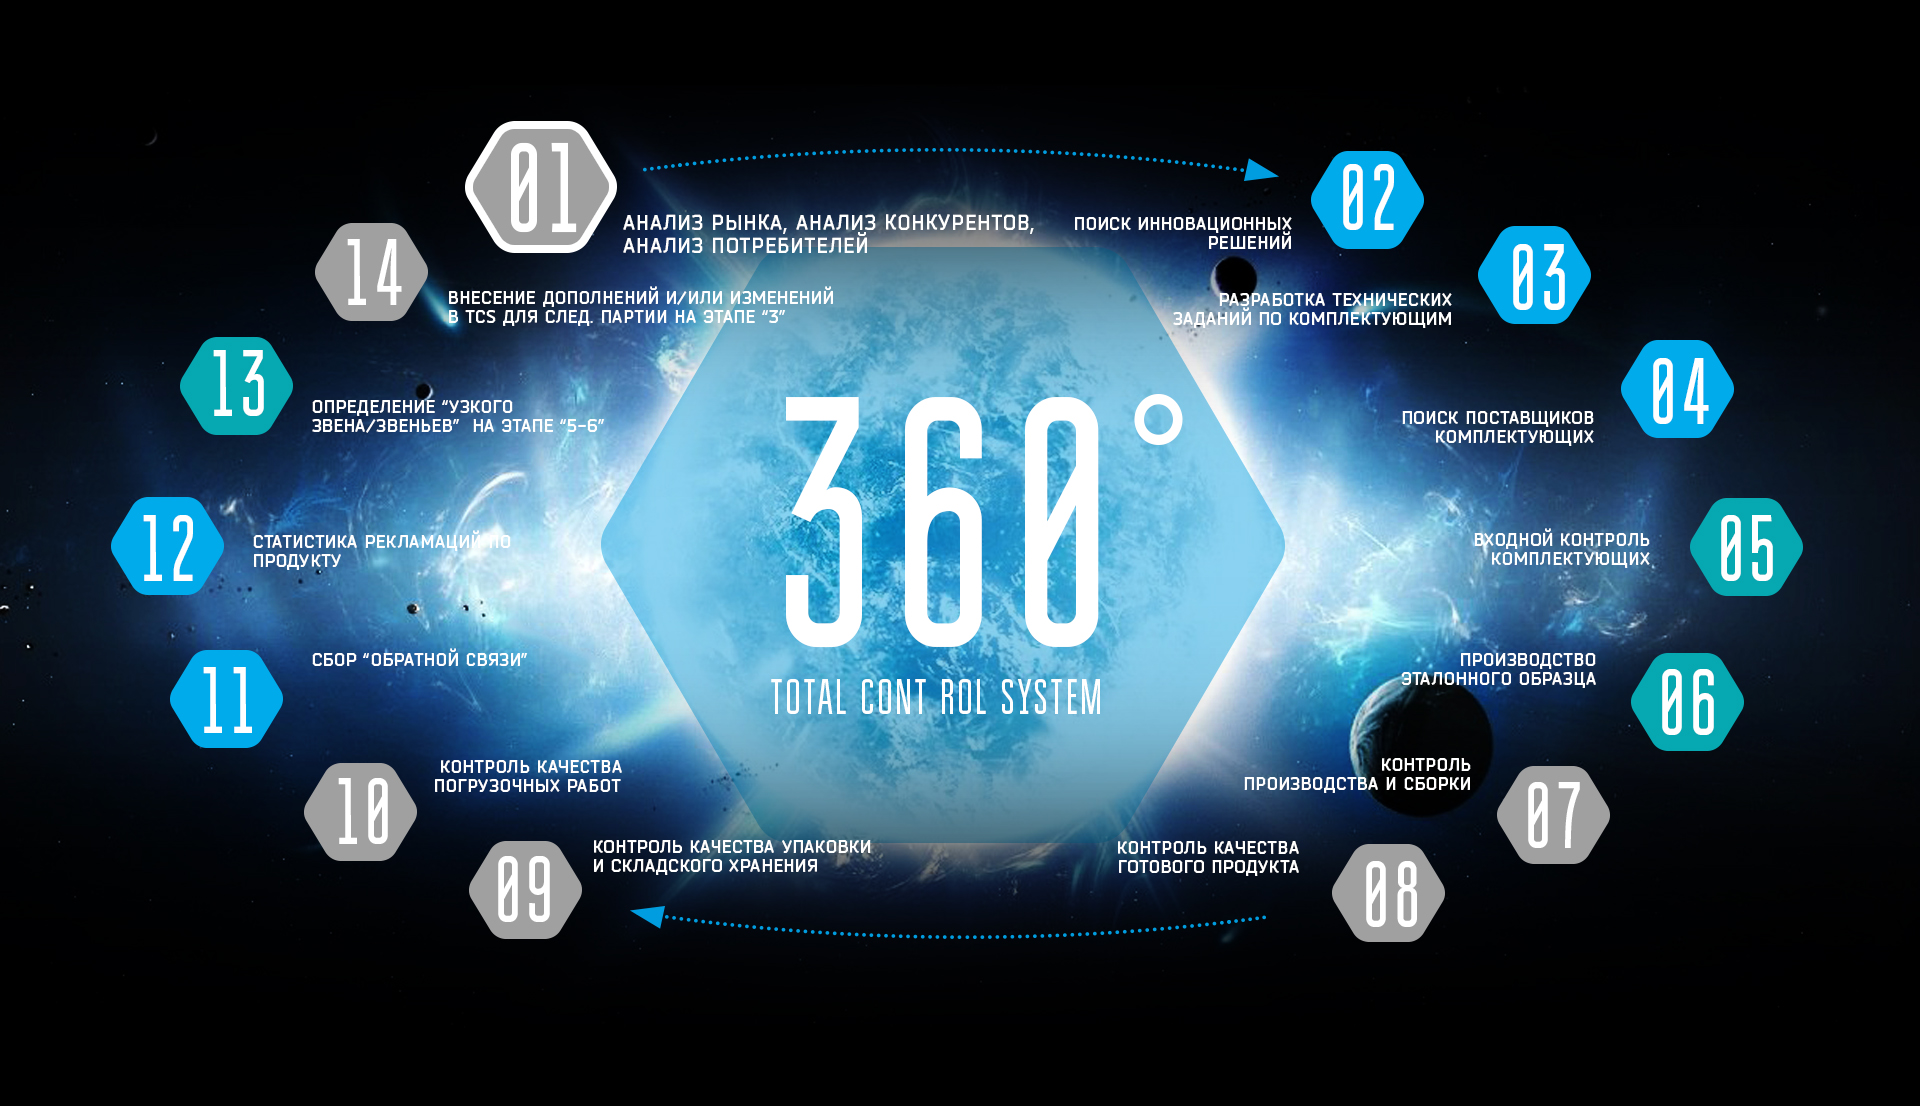 01
АНАЛИЗ РЫНКА, АНАЛИЗ КОНКУРЕНТОВ,
АНАЛИЗ ПОТРЕБИТЕЛЕЙ
02
ПОИСК ИННОВАЦИОННЫХ
РЕШЕНИЙ
03
РАЗРАБОТКА ТЕХНИЧЕСКИХ
ЗАДАНИЙ ПО КОМПЛЕКТУЮЩИМ
04
ПОИСК ПОСТАВЩИКОВ
КОМПЛЕКТУЮЩИХ
05
ВХОДНОЙ КОНТРОЛЬ
КОМПЛЕКТУЮЩИХ
06
ПРОИЗВОДСТВО
ЭТАЛОННОГО ОБРАЗЦА
07
КОНТРОЛЬ
ПРОИЗВОДСТВА И СБОРКИ
08
КОНТРОЛЬ КАЧЕСТВА
ГОТОВОГО ПРОДУКТА
09
КОНТРОЛЬ КАЧЕСТВА УПАКОВКИ
И СКЛАДСКОГО ХРАНЕНИЯ
10
КОНТРОЛЬ КАЧЕСТВА
ПОГРУЗОЧНЫХ РАБОТ
11
СБОР “ОБРАТНОЙ СВЯЗИ”
12
СТАТИСТИКА РЕКЛАМАЦИЙ ПО
ПРОДУКТУ
13
ОПРЕДЕЛЕНИЕ “УЗКОГО
ЗВЕНА/ЗВЕНЬЕВ” НА ЭТАПЕ “5-6”
14
ВНЕСЕНИЕ ДОПОЛНЕНИЙ И/ИЛИ ИЗМЕНЕНИЙ
В TCS ДЛЯ СЛЕД. ПАРТИИ НА ЭТАПЕ “3”
360°
TOTAL CONT ROL SYSTEM